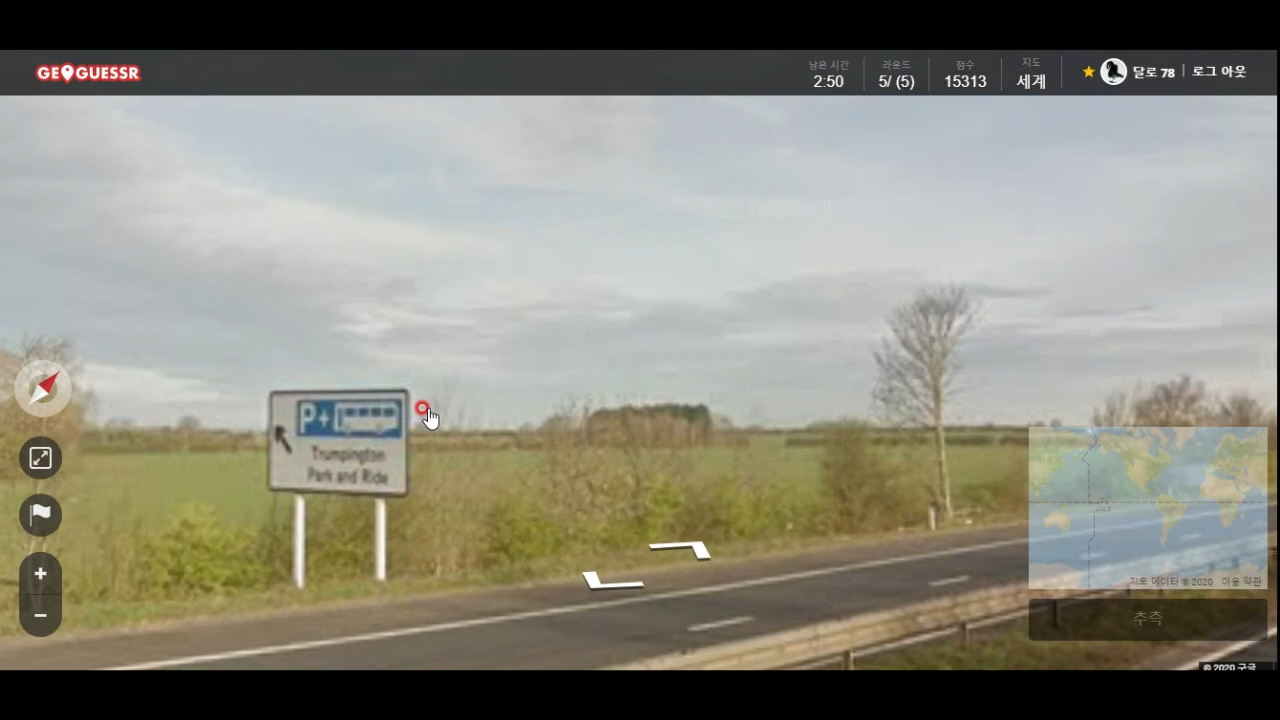 GEOGUESSR
남은 시간
2:50
라운드
5/ (5)
점수
15313
지도
세계
달로 78
로그 아웃
P+
Trumpington
Park and Ride
지도 데이터 © 2020 이용 약관
추측
© 2020 구글